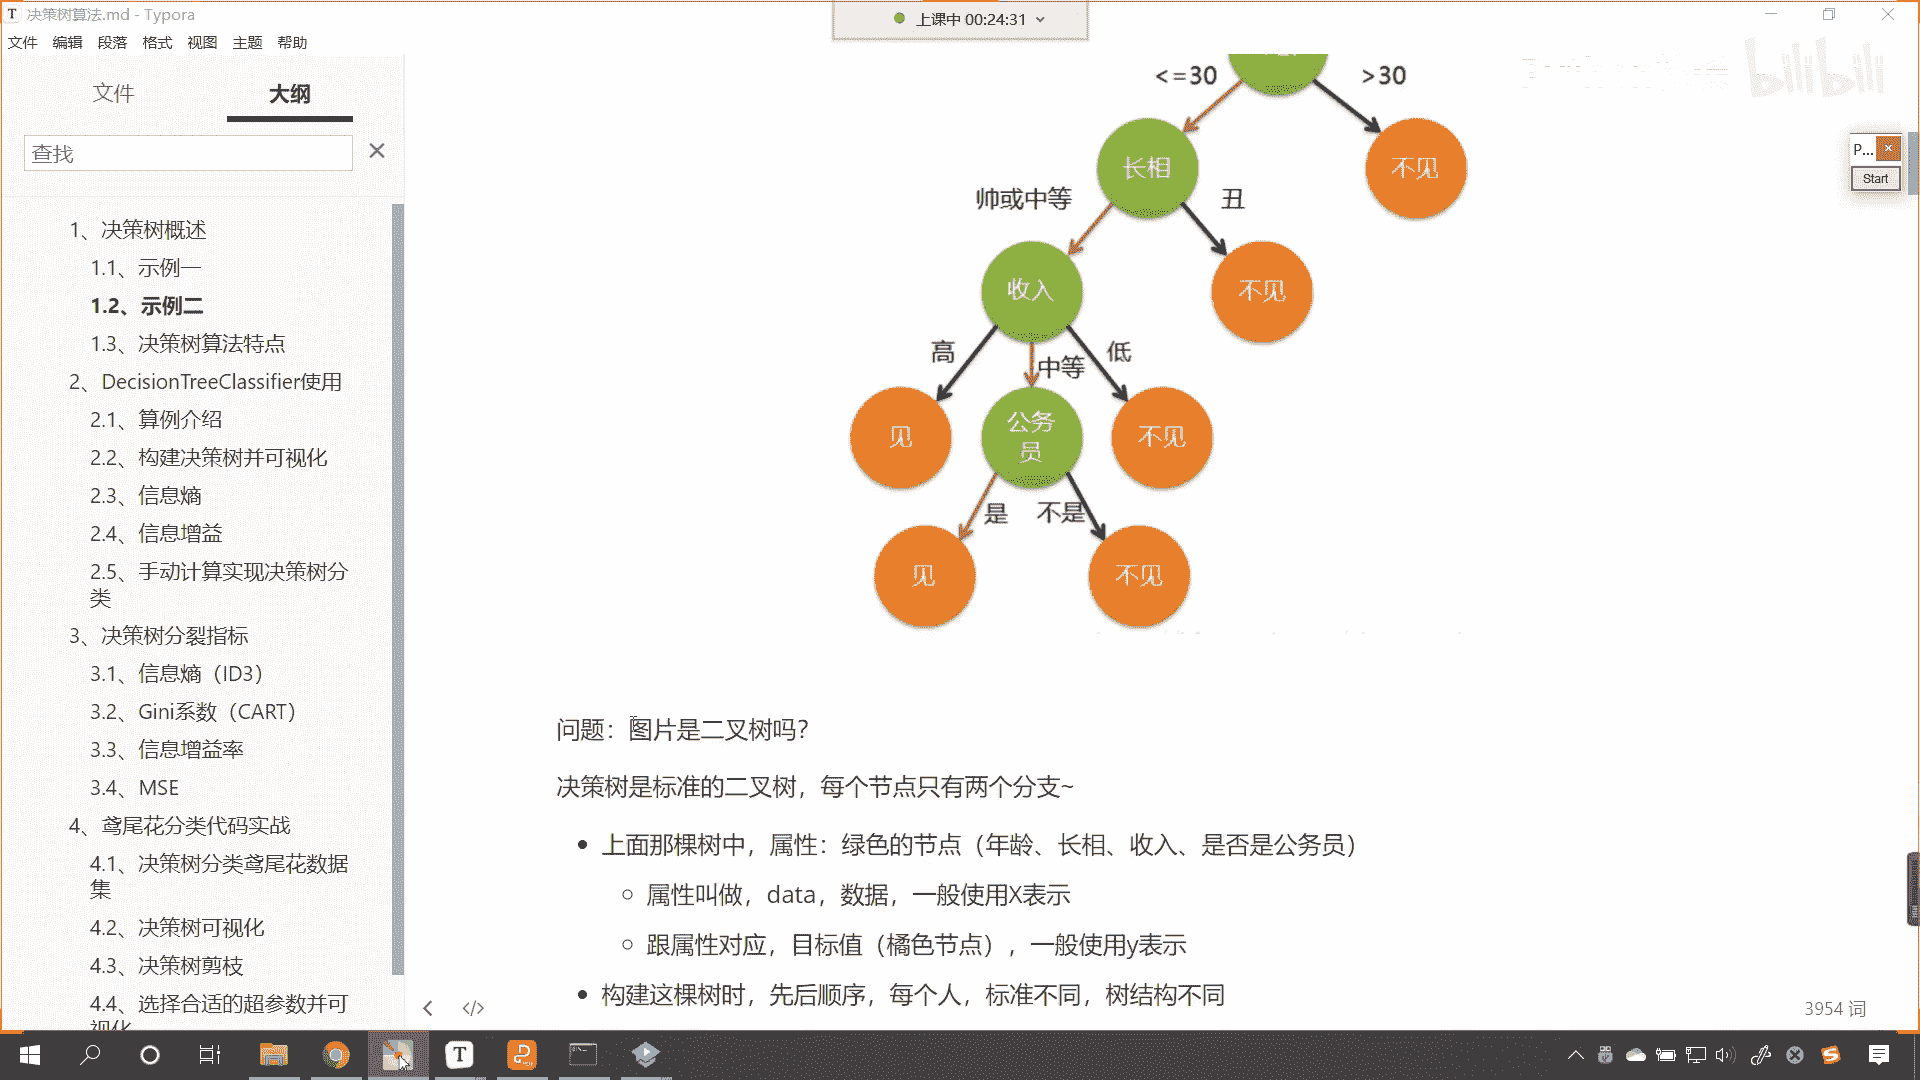 决策树算法.md - Typora
上课中 00:24:31
文件 编辑 段落 格式 视图 主题 帮助
文件 大纲
查找
1、决策树概述
1.1、示例一
1.2、示例二
1.3、决策树算法特点
2、DecisionTreeClassifier使用
2.1、算例介绍
2.2、构建决策树并可视化
2.3、信息熵
2.4、信息增益
2.5、手动计算实现决策树分
类
3、决策树分裂指标
3.1、信息熵（ID3）
3.2、Gini系数（CART）
3.3、信息增益率
3.4、MSE
4、鸢尾花分类代码实战
4.1、决策树分类鸢尾花数据
集
4.2、决策树可视化
4.3、决策树剪枝
4.4、选择合适的超参数并可
视化
<=30 >30
长相 不见
帅或中等 丑
收入 不见
高 中等 低
见 公务 不见
员
是 不是
见 不见
问题：图片是二叉树吗？
决策树是标准的二叉树，每个节点只有两个分支~
上面那棵树中，属性：绿色的节点（年龄、长相、收入、是否是公务员）
属性叫做，data，数据，一般使用X表示
跟属性对应，目标值（橘色节点），一般使用y表示
构建这棵树时，先后顺序，每个人，标准不同，树结构不同
3954 词
bilibili
P...
Start